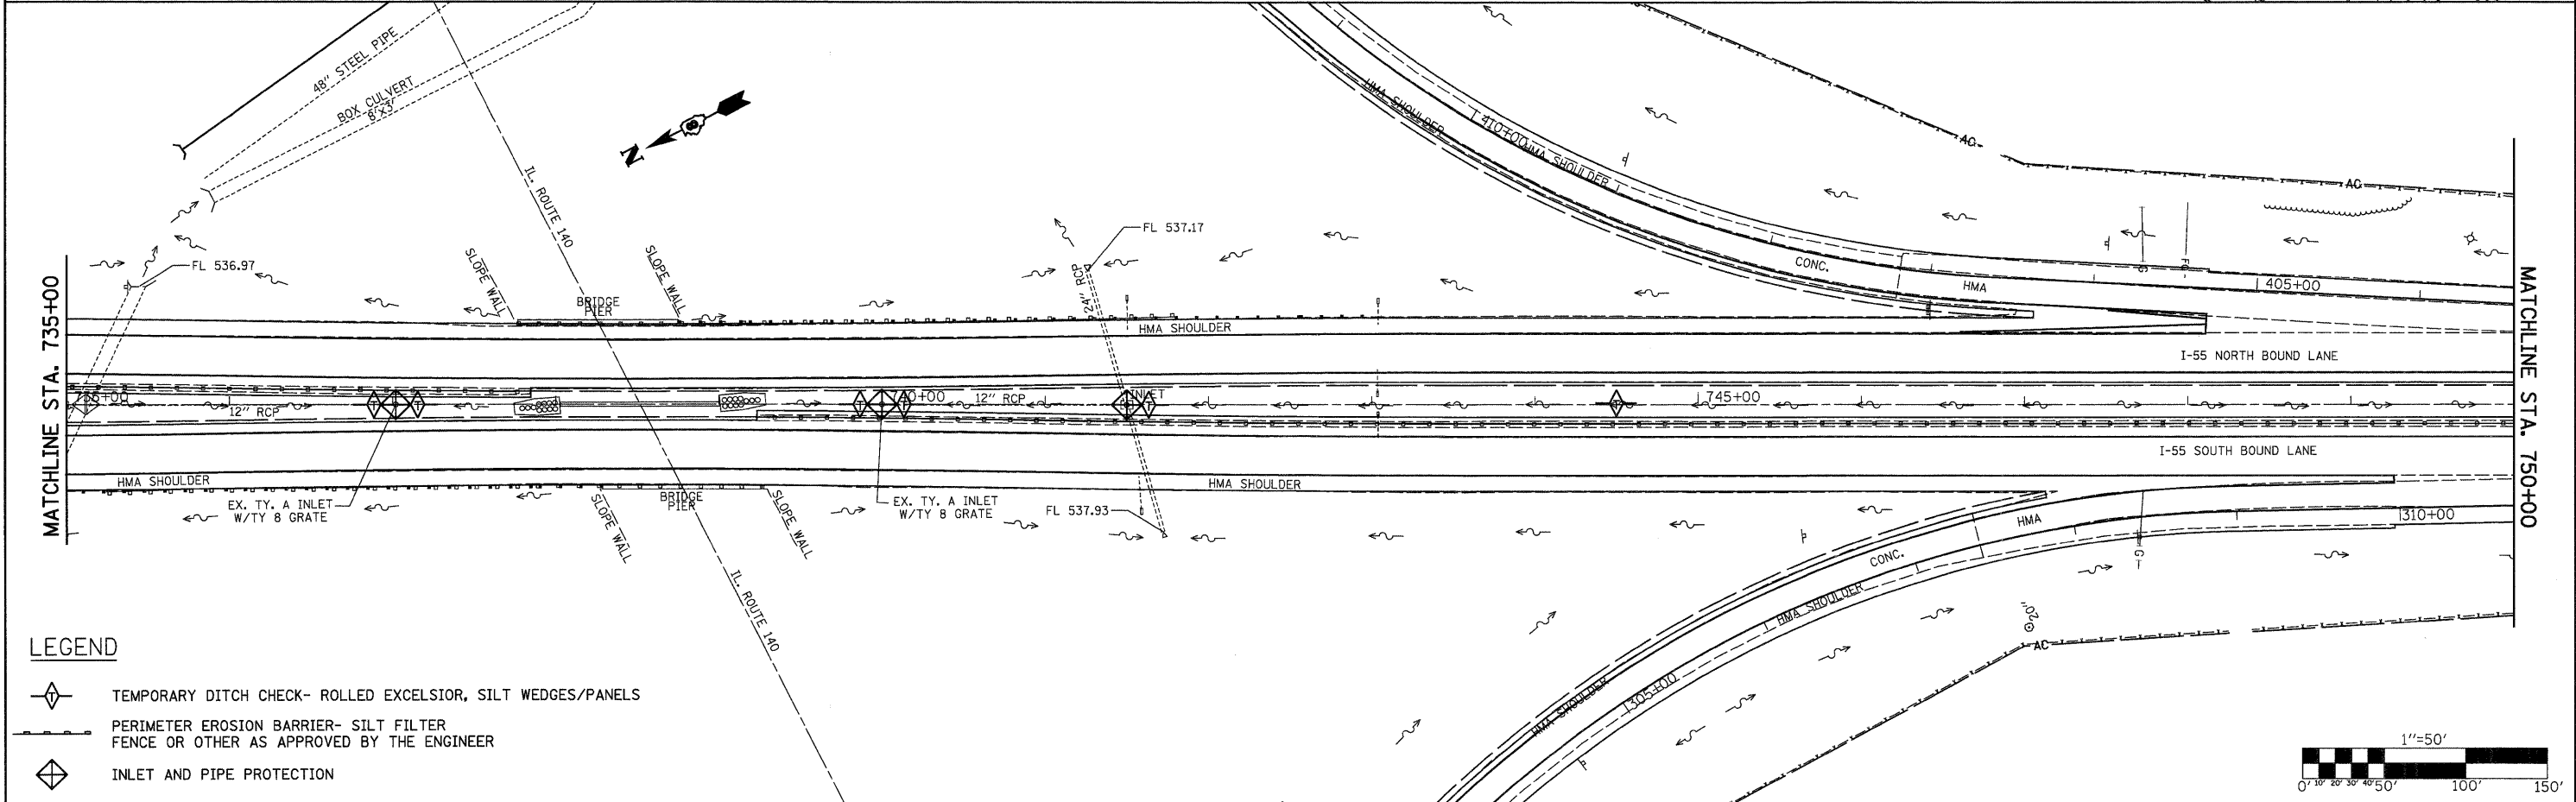 48" STEEL PIPE
BOX CULVERT
8'X3'
N
IL. ROUTE 140
HMA SHOULDER
410+00
HMA SHOULDER
AC
AC
FL 536.97
FL 537.17
24" RCP
SLOPE WALL
SLOPE WALL
BRIDGE
PIER
HMA SHOULDER
CONC.
HMA
405+00
G
MATCHLINE STA. 735+00
MATCHLINE STA. 750+00
I-55 NORTH BOUND LANE
12" RCP
12" RCP
INLET
745+00
I-55 SOUTH BOUND LANE
HMA SHOULDER
EX. TY. A INLET
W/TY 8 GRATE
BRIDGE
PIER
SLOPE WALL
SLOPE WALL
EX. TY. A INLET
W/TY 8 GRATE
FL 537.93
HMA SHOULDER
HMA
310+00
CONC.
G
HMA SHOULDER
305+00
HMA SHOULDER
20"
AC
IL. ROUTE 140
LEGEND
T TEMPORARY DITCH CHECK- ROLLED EXCELSIOR, SILT WEDGES/PANELS
PERIMETER EROSION BARRIER- SILT FILTER
FENCE OR OTHER AS APPROVED BY THE ENGINEER
INLET AND PIPE PROTECTION
1"=50'
0' 10' 20' 30' 40' 50' 100' 150'